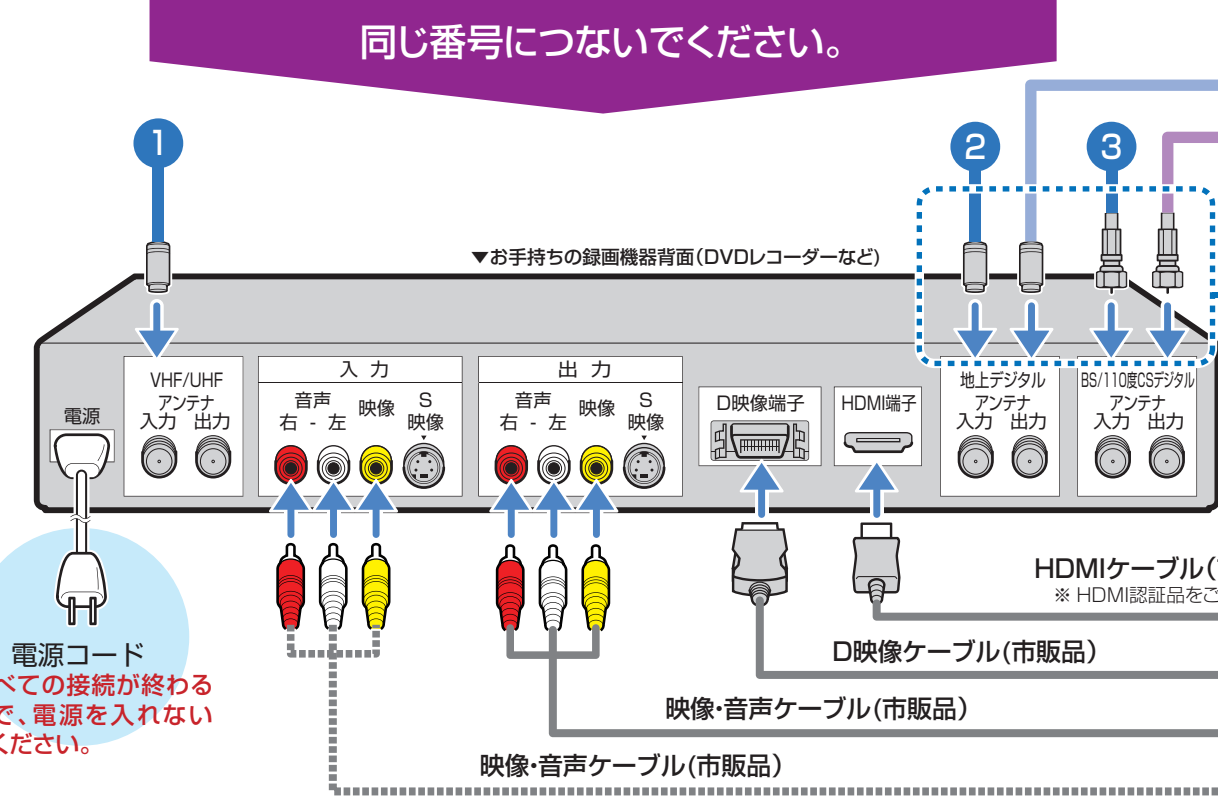 同じ番号につないでください。
1
2
3
▼お手持ちの録画機器背面(DVDレコーダーなど)
電源
VHF/UHF
アンテナ
入力 出力
入力
音声
右 - 左
映像
S
映像
出力
音声
右 - 左
映像
S
映像
D映像端子
HDMI端子
地上デジタル
アンテナ
入力 出力
BS/110度CSデジタル
アンテナ
入力 出力
HDMIケーブル(
※ HDMI認証品をご
電源コード
べての接続が終わる
で、電源を入れない
ください。
D映像ケーブル(市販品)
映像・音声ケーブル(市販品)
映像・音声ケーブル(市販品)